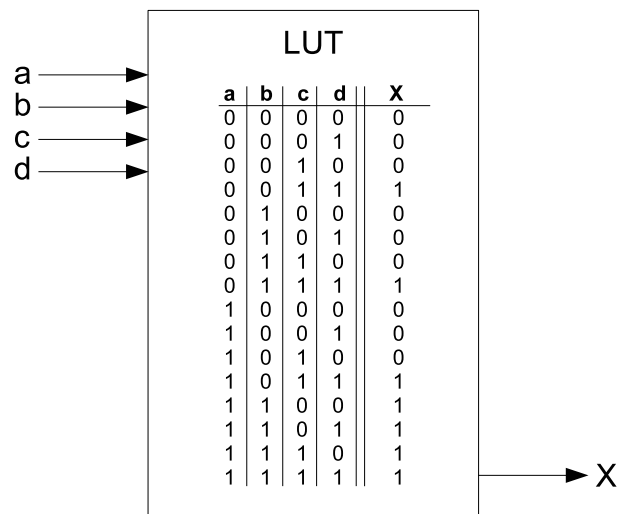 LUT
a
b
c
d
a b c d X
0 0 0 0 0
0 0 0 1 0
0 0 1 0 0
0 0 1 1 1
0 1 0 0 0
0 1 0 1 0
0 1 1 0 0
0 1 1 1 1
1 0 0 0 0
1 0 0 1 0
1 0 1 0 0
1 0 1 1 1
1 1 0 0 1
1 1 0 1 1
1 1 1 0 1
1 1 1 1 1
X